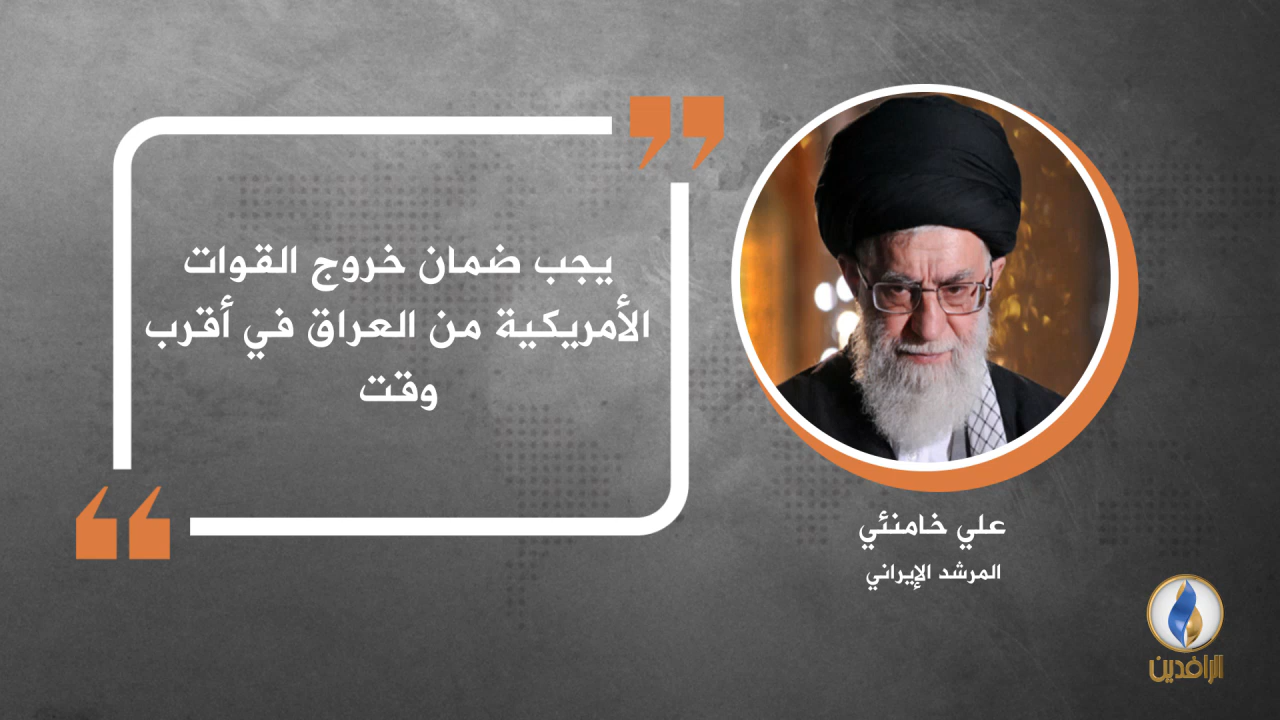 يجب ضمان خروج القوات
الأمريكية من العراق في أقرب
وقت
علي خامنئي
المرشد الإيراني
الرافدين